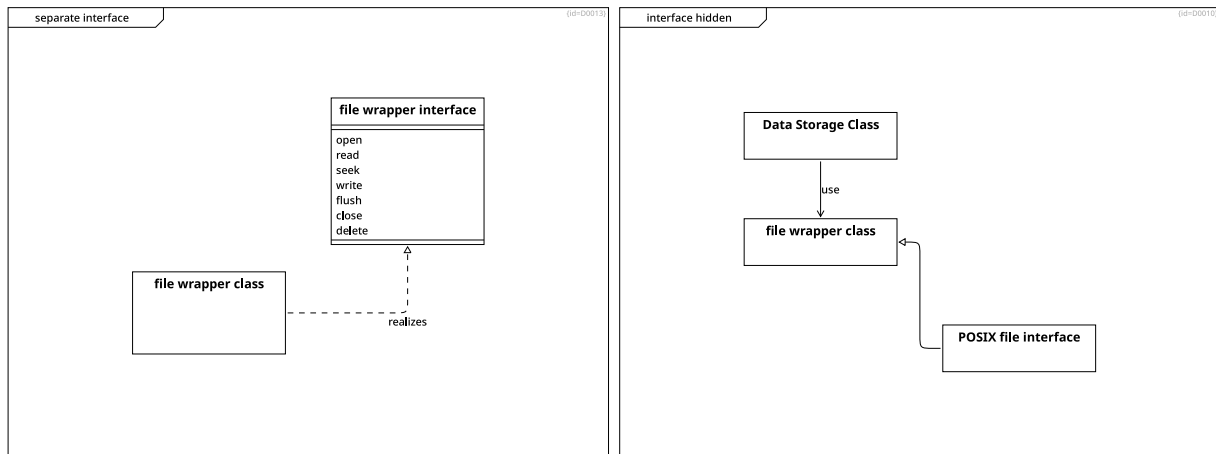 separate interface
{id=D0013}
file wrapper interface
open
read
seek
write
flush
close
delete
file wrapper class
realizes
interface hidden
{id=D0010}
Data Storage Class
use
file wrapper class
POSIX file interface